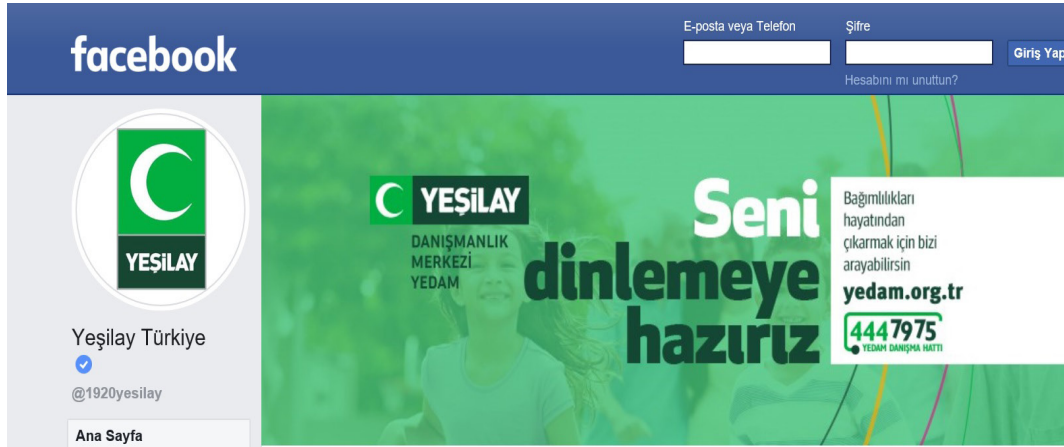 facebook
E-posta veya Telefon
Şifre
Giriş Yap
Hesabını mı unuttun?
YEŞİLAY
Yeşilay Türkiye
@1920yesilay
Ana Sayfa
YEŞİLAY
DANIŞMANLIK
MERKEZİ
YEDAM
Seni
dinlemeye
hazırız
Bağımlılıkları
hayatından
çıkarmak için bizi
arayabilirsin
yedam.org.tr
444 79 75
YEDAM DANIŞMA HATTI